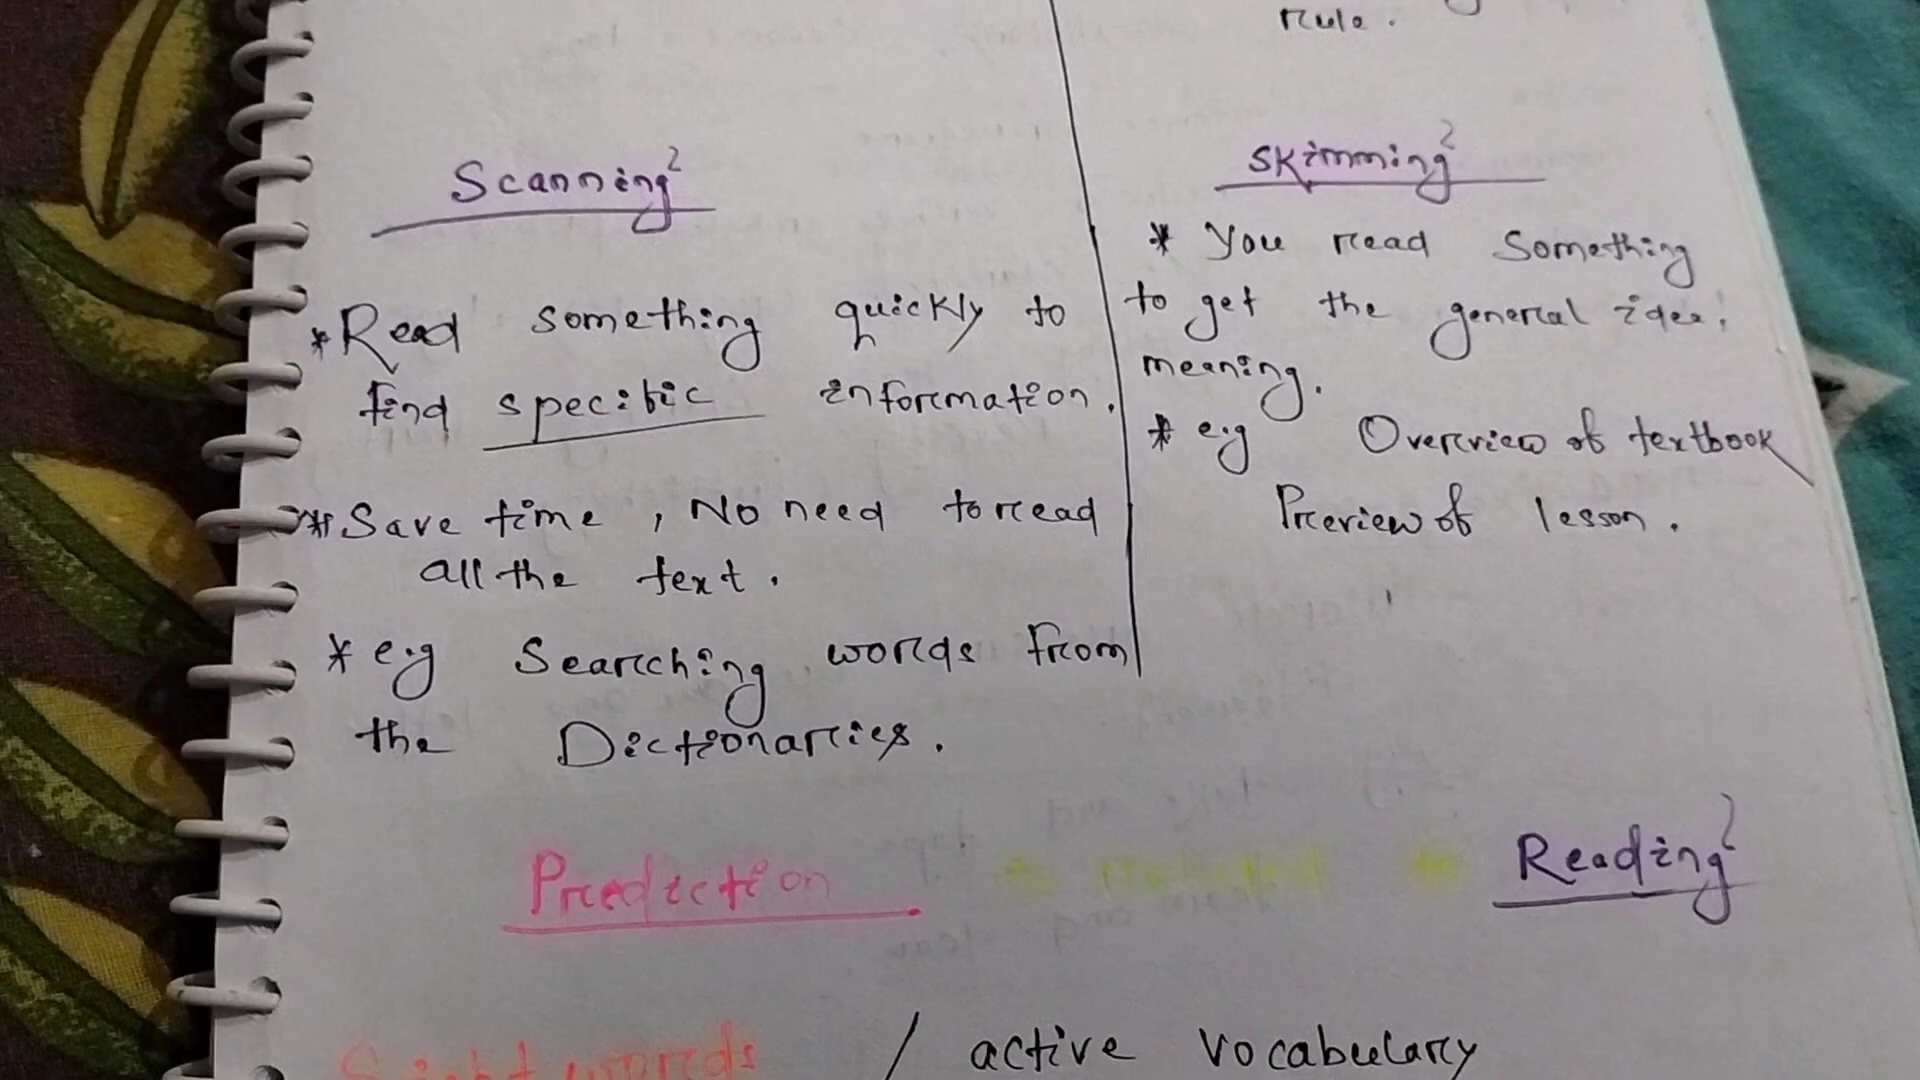 Rule.
Scanning
* Read something quickly to
find specific information.
* Save time, No need to read
all the text.
* e.g Searching words from
the Dictionaries.
Skimming
* You read Something
to get the general idea,
meaning.
* e.g Overview of textbook
Preview of lesson.
Prediction
Reading
Sight words / active vocabulary